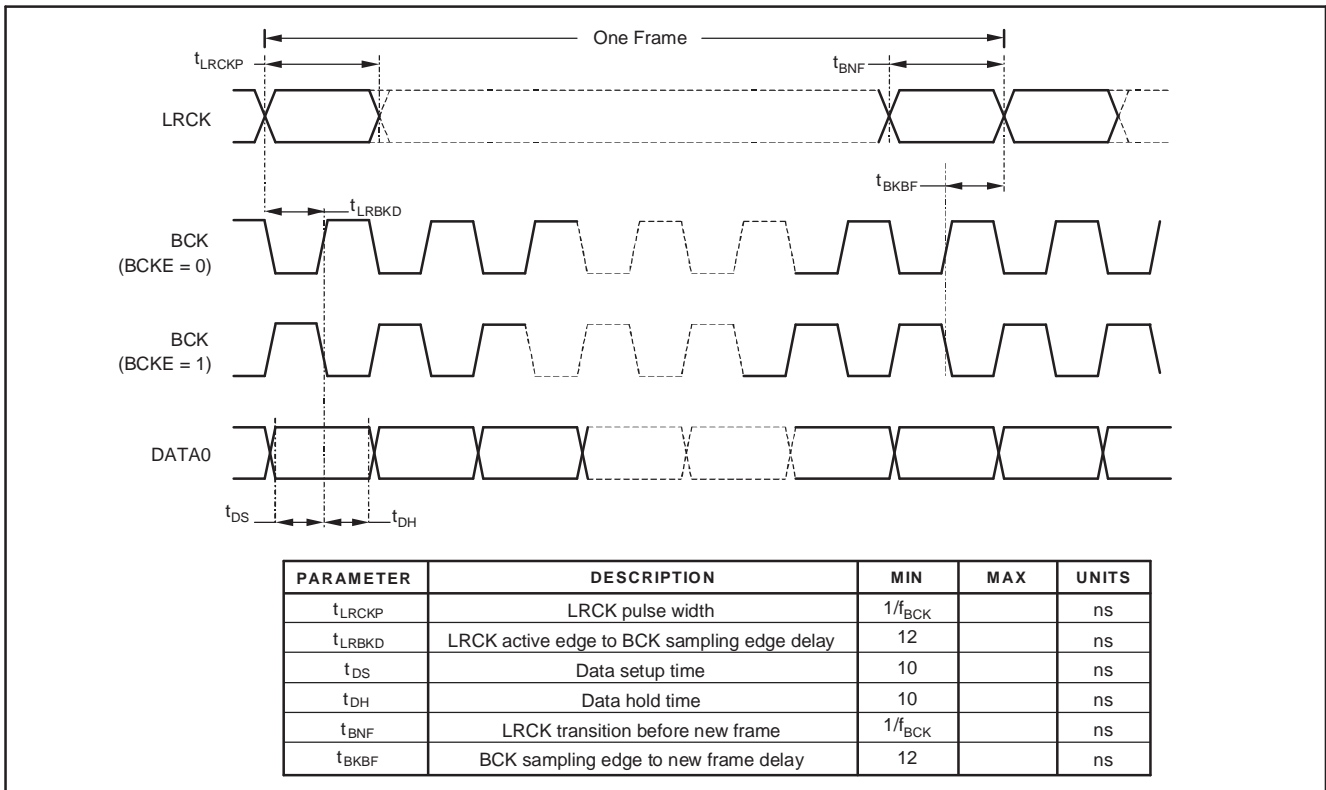 One Frame
tLRCKP
tBNF
LRCK
tBKBF
tLRBKD
BCK
(BCKE = 0)
BCK
(BCKE = 1)
DATA0
tDS
tDH
PARAMETER DESCRIPTION MIN MAX UNITS
tLRCKP LRCK pulse width 1/fBCK ns
tLRBKD LRCK active edge to BCK sampling edge delay 12 ns
tDS Data setup time 10 ns
tDH Data hold time 10 ns
tBNF LRCK transition before new frame 1/fBCK ns
tBKBF BCK sampling edge to new frame delay 12 ns